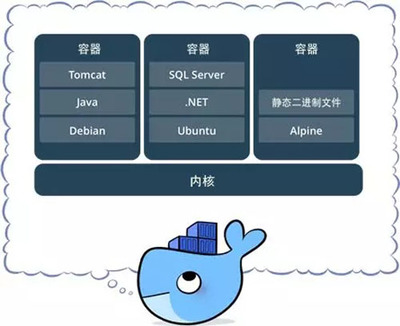 容器
Tomcat
Java
Debian
容器
SQL Server
.NET
Ubuntu
容器
静态二进制文件
Alpine
内核